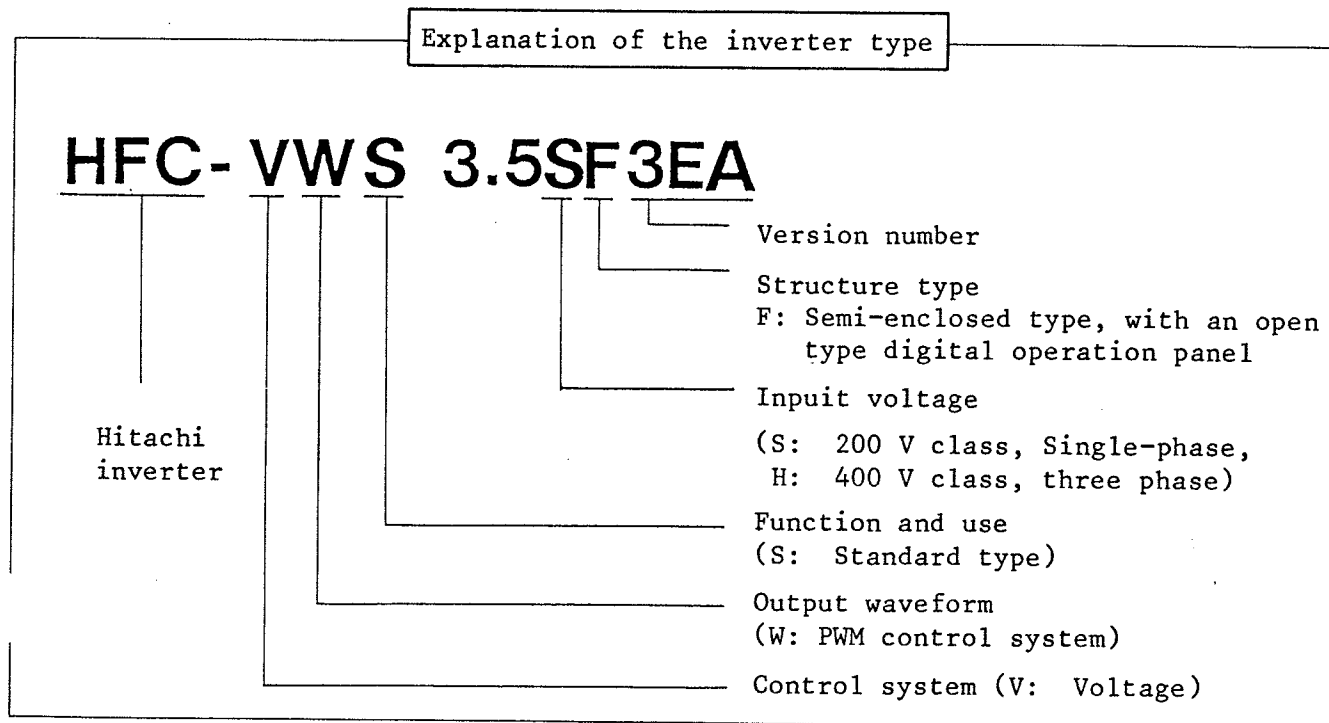 Explanation of the inverter type
HFC- VWS 3.5SF3EA
Version number
Structure type
F: Semi-enclosed type, with an open
type digital operation panel
Inpuit voltage
Hitachi
inverter
(S: 200 V class, Single-phase,
H: 400 V class, three phase)
Function and use
(S: Standard type)
Output waveform
(W: PWM control system)
Control system (V: Voltage)